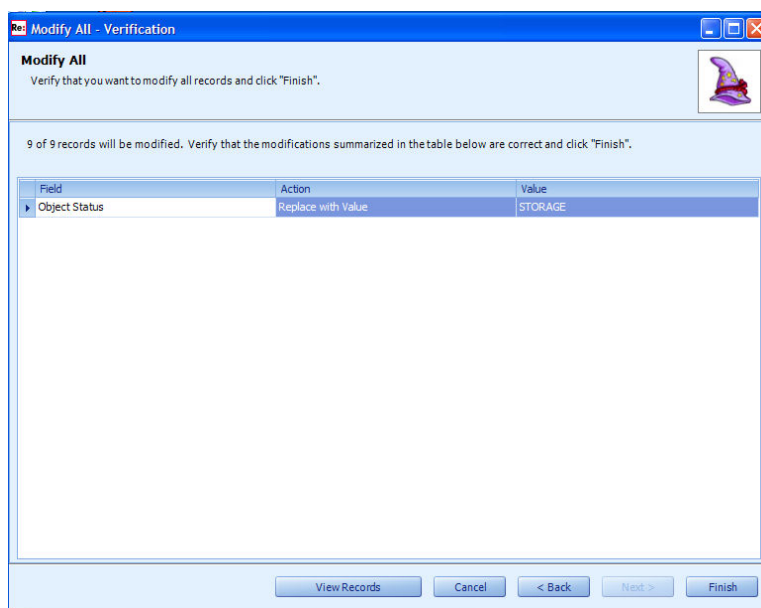 Re: Modify All - Verification
Modify All
Verify that you want to modify all records and click "Finish".
9 of 9 records will be modified. Verify that the modifications summarized in the table below are correct and click "Finish".
Field Action Value
Object Status Replace with Value STORAGE
View Records Cancel < Back Next > Finish